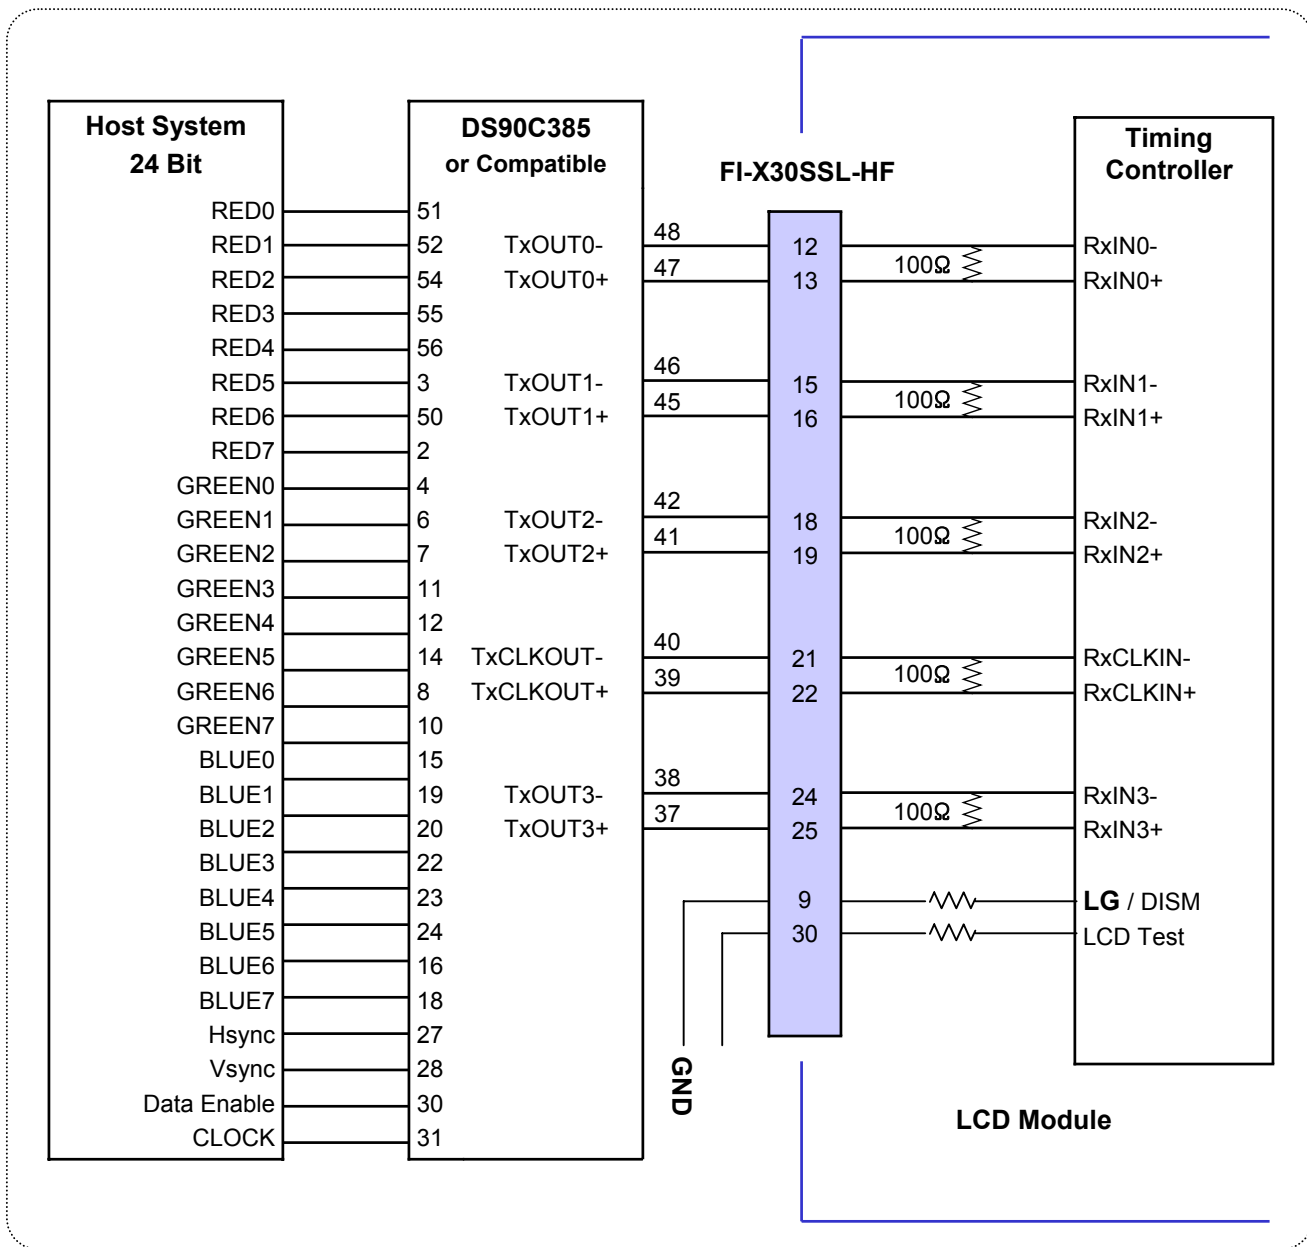 Host System
24 Bit
RED0
RED1
RED2
RED3
RED4
RED5
RED6
RED7
GREEN0
GREEN1
GREEN2
GREEN3
GREEN4
GREEN5
GREEN6
GREEN7
BLUE0
BLUE1
BLUE2
BLUE3
BLUE4
BLUE5
BLUE6
BLUE7
Hsync
Vsync
Data Enable
CLOCK
DS90C385
or Compatible
51
52
54
55
56
3
50
2
4
6
7
11
12
14
8
10
15
19
20
22
23
24
16
18
27
28
30
31
TxOUT0-
TxOUT0+
TxOUT1-
TxOUT1+
TxOUT2-
TxOUT2+
TxCLKOUT-
TxCLKOUT+
TxOUT3-
TxOUT3+
48
47
46
45
42
41
40
39
38
37
GND
FI-X30SSL-HF
12
13
15
16
18
19
21
22
24
25
9
30
100Ω
100Ω
100Ω
100Ω
100Ω
Timing
Controller
RxIN0-
RxIN0+
RxIN1-
RxIN1+
RxIN2-
RxIN2+
RxCLKIN-
RxCLKIN+
RxIN3-
RxIN3+
LG / DISM
LCD Test
LCD Module